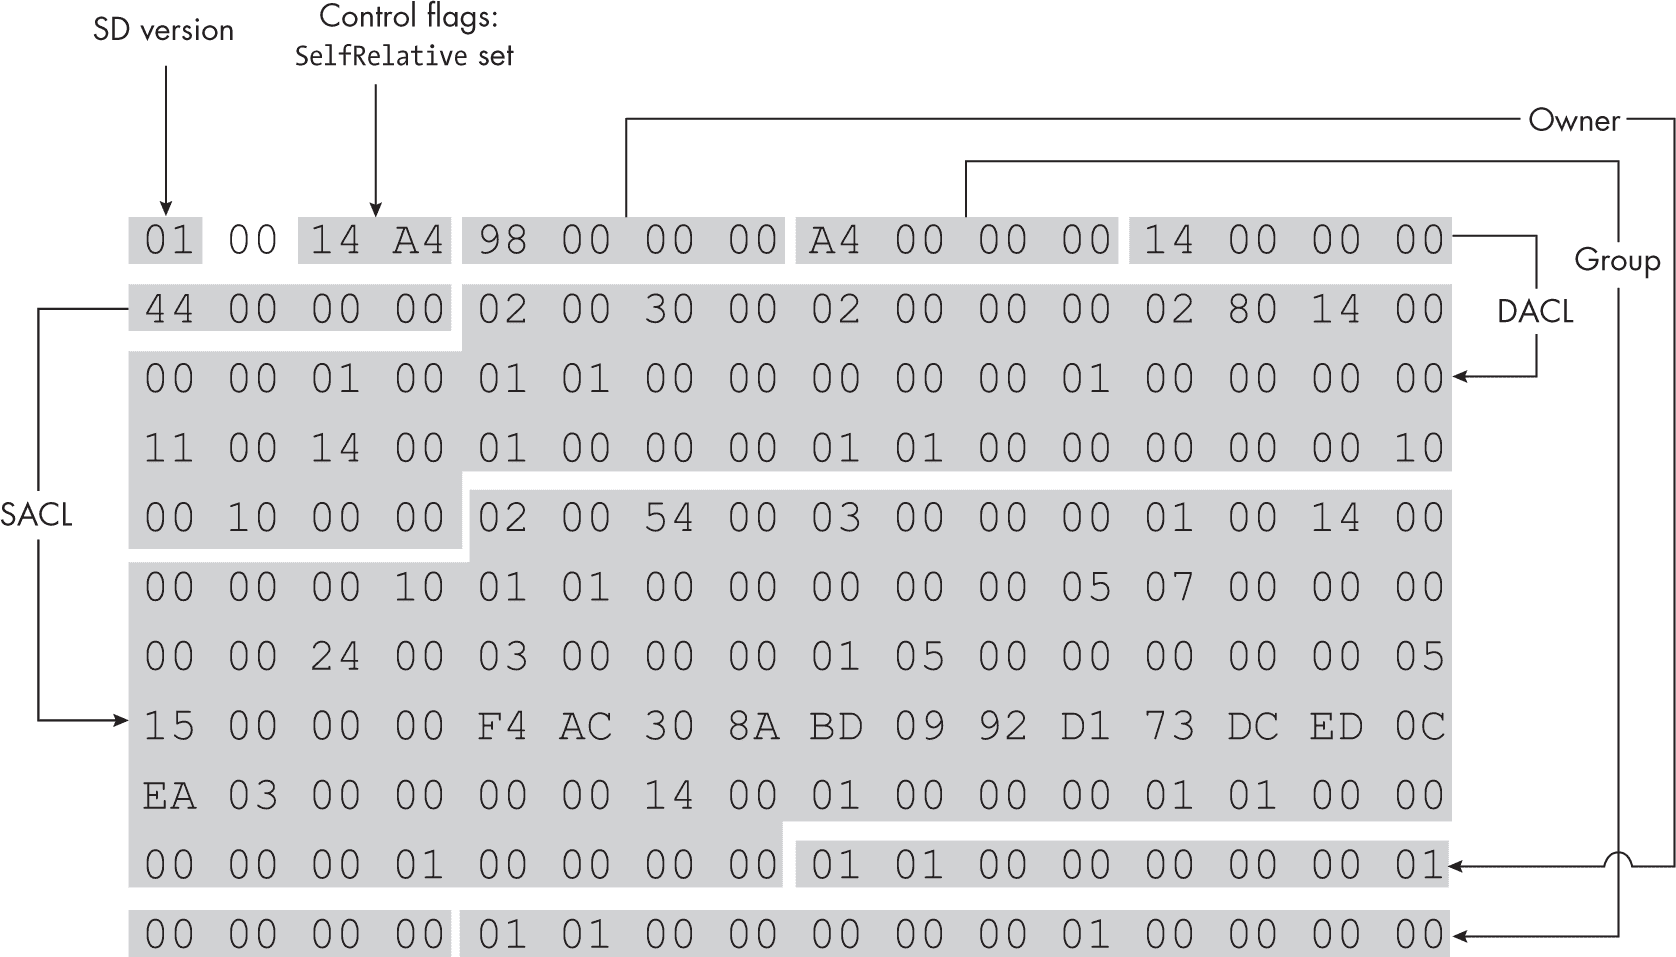 Control flags:
SD version
SelfRelative set
Owner
01 00 14 A4 98 00 00 00 A4 00 00 00 14 00 00 00
Group
44 00 00 00 02 00 30 00 02 00 00 00 02 80 14 00
DACL
00 00 01 00 01 01 00 00 00 00 00 01 00 00 00 00
11 00 14 00 01 00 00 00 01 01 00 00 00 00 00 10
SACL
00 10 00 00 02 00 54 00 03 00 00 00 01 00 14 00
00 00 00 10 01 01 00 00 00 00 00 05 07 00 00 00
00 00 24 00 03 00 00 00 01 05 00 00 00 00 00 05
15 00 00 00 F4 AC 30 8A BD 09 92 D1 73 DC ED 0C
EA 03 00 00 00 00 14 00 01 00 00 00 01 01 00 00
00 00 00 01 00 00 00 00 01 01 00 00 00 00 00 01
00 00 00 00 01 01 00 00 00 00 00 01 00 00 00 00